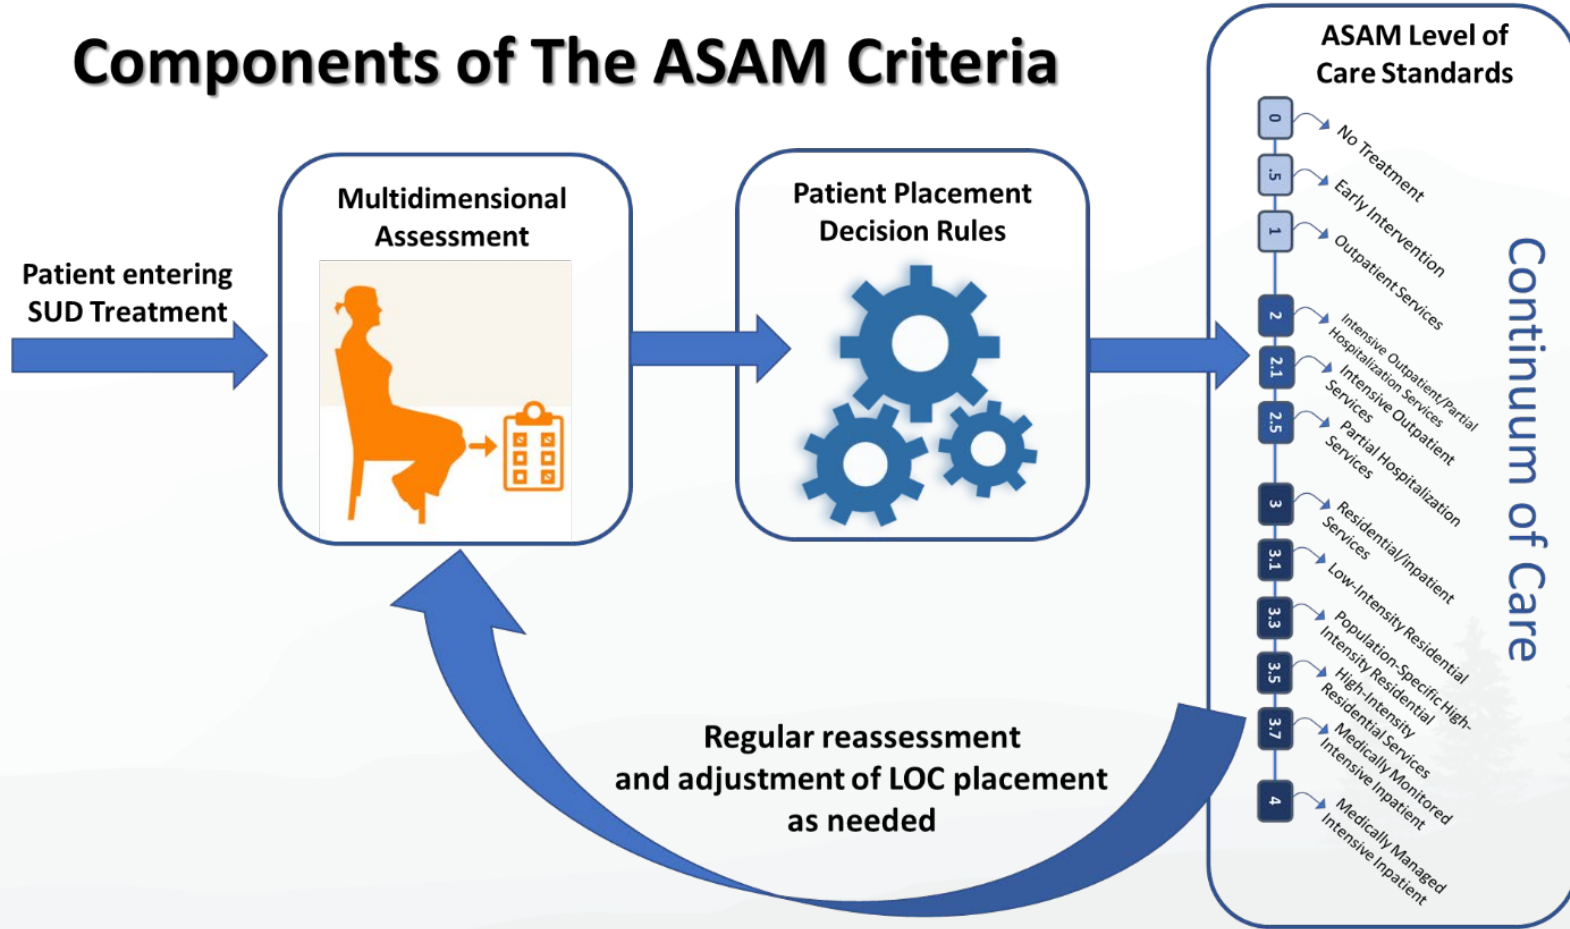 Components of The ASAM Criteria
Patient entering
SUD Treatment
Multidimensional
Assessment
Patient Placement
Decision Rules
Regular reassessment
and adjustment of LOC placement
as needed
ASAM Level of
Care Standards
0
No Treatment
.5
Early Intervention
1
Outpatient Services
2
Intensive Outpatient/Partial
Hospitalization Services
2.1
Intensive Outpatient
Services
2.5
Partial Hospitalization
Services
3
Residential/inpatient
Services
3.1
Low-Intensity Residential
3.3
Population-Specific High-
Intensity Residential
3.5
High-Intensity
Residential Services
3.7
Medically Monitored
Intensive Inpatient
4
Medically Managed
Intensive Inpatient
Continuum of Care